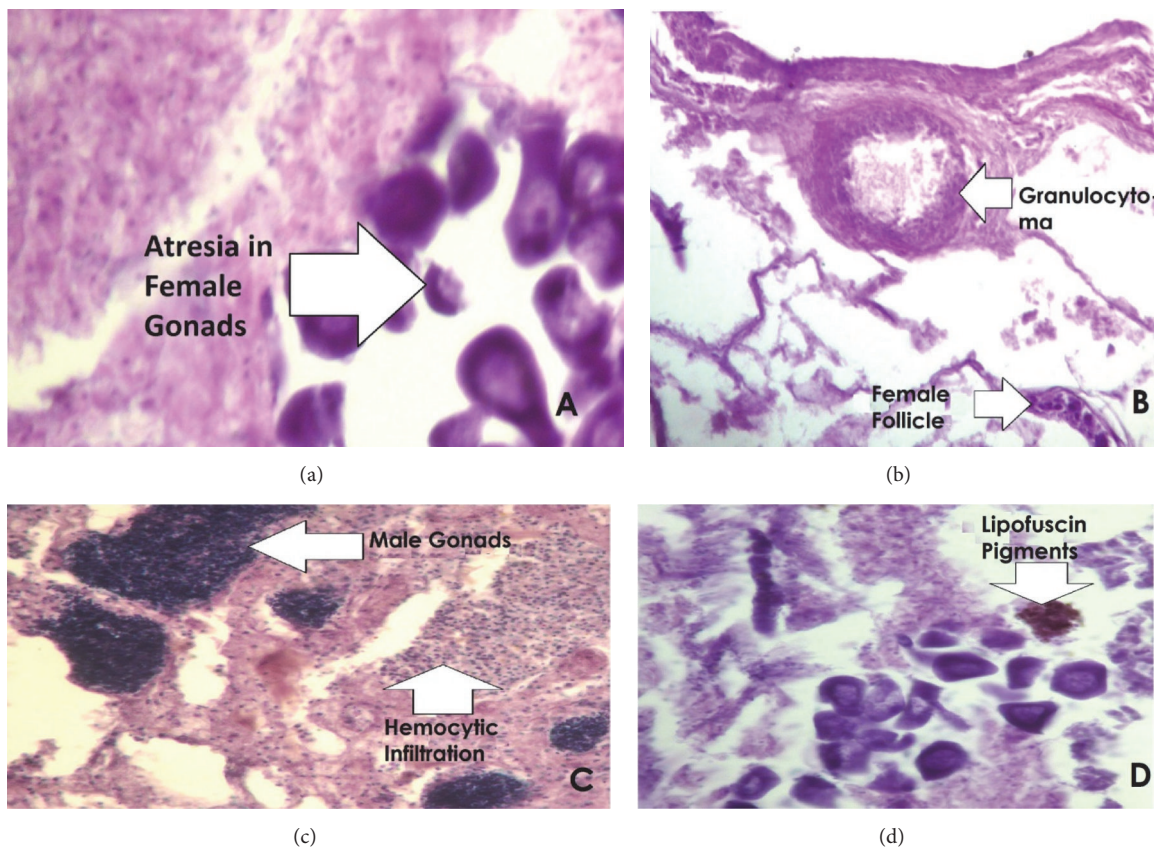 Atresia in
Female
Gonads
A
(a)
Granulocyto-
ma
Female
Follicle
B
(b)
Male Gonads
Hemocytic
Infiltration
C
(c)
Lipofuscin
Pigments
D
(d)